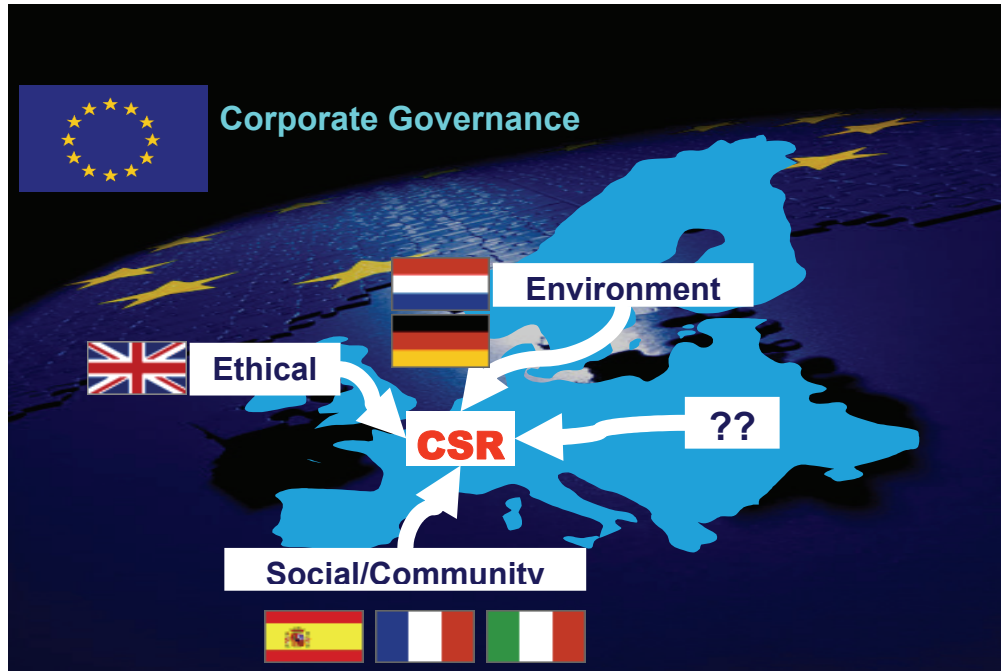 Corporate Governance
Environment
Ethical
??
CSR
Social/Community